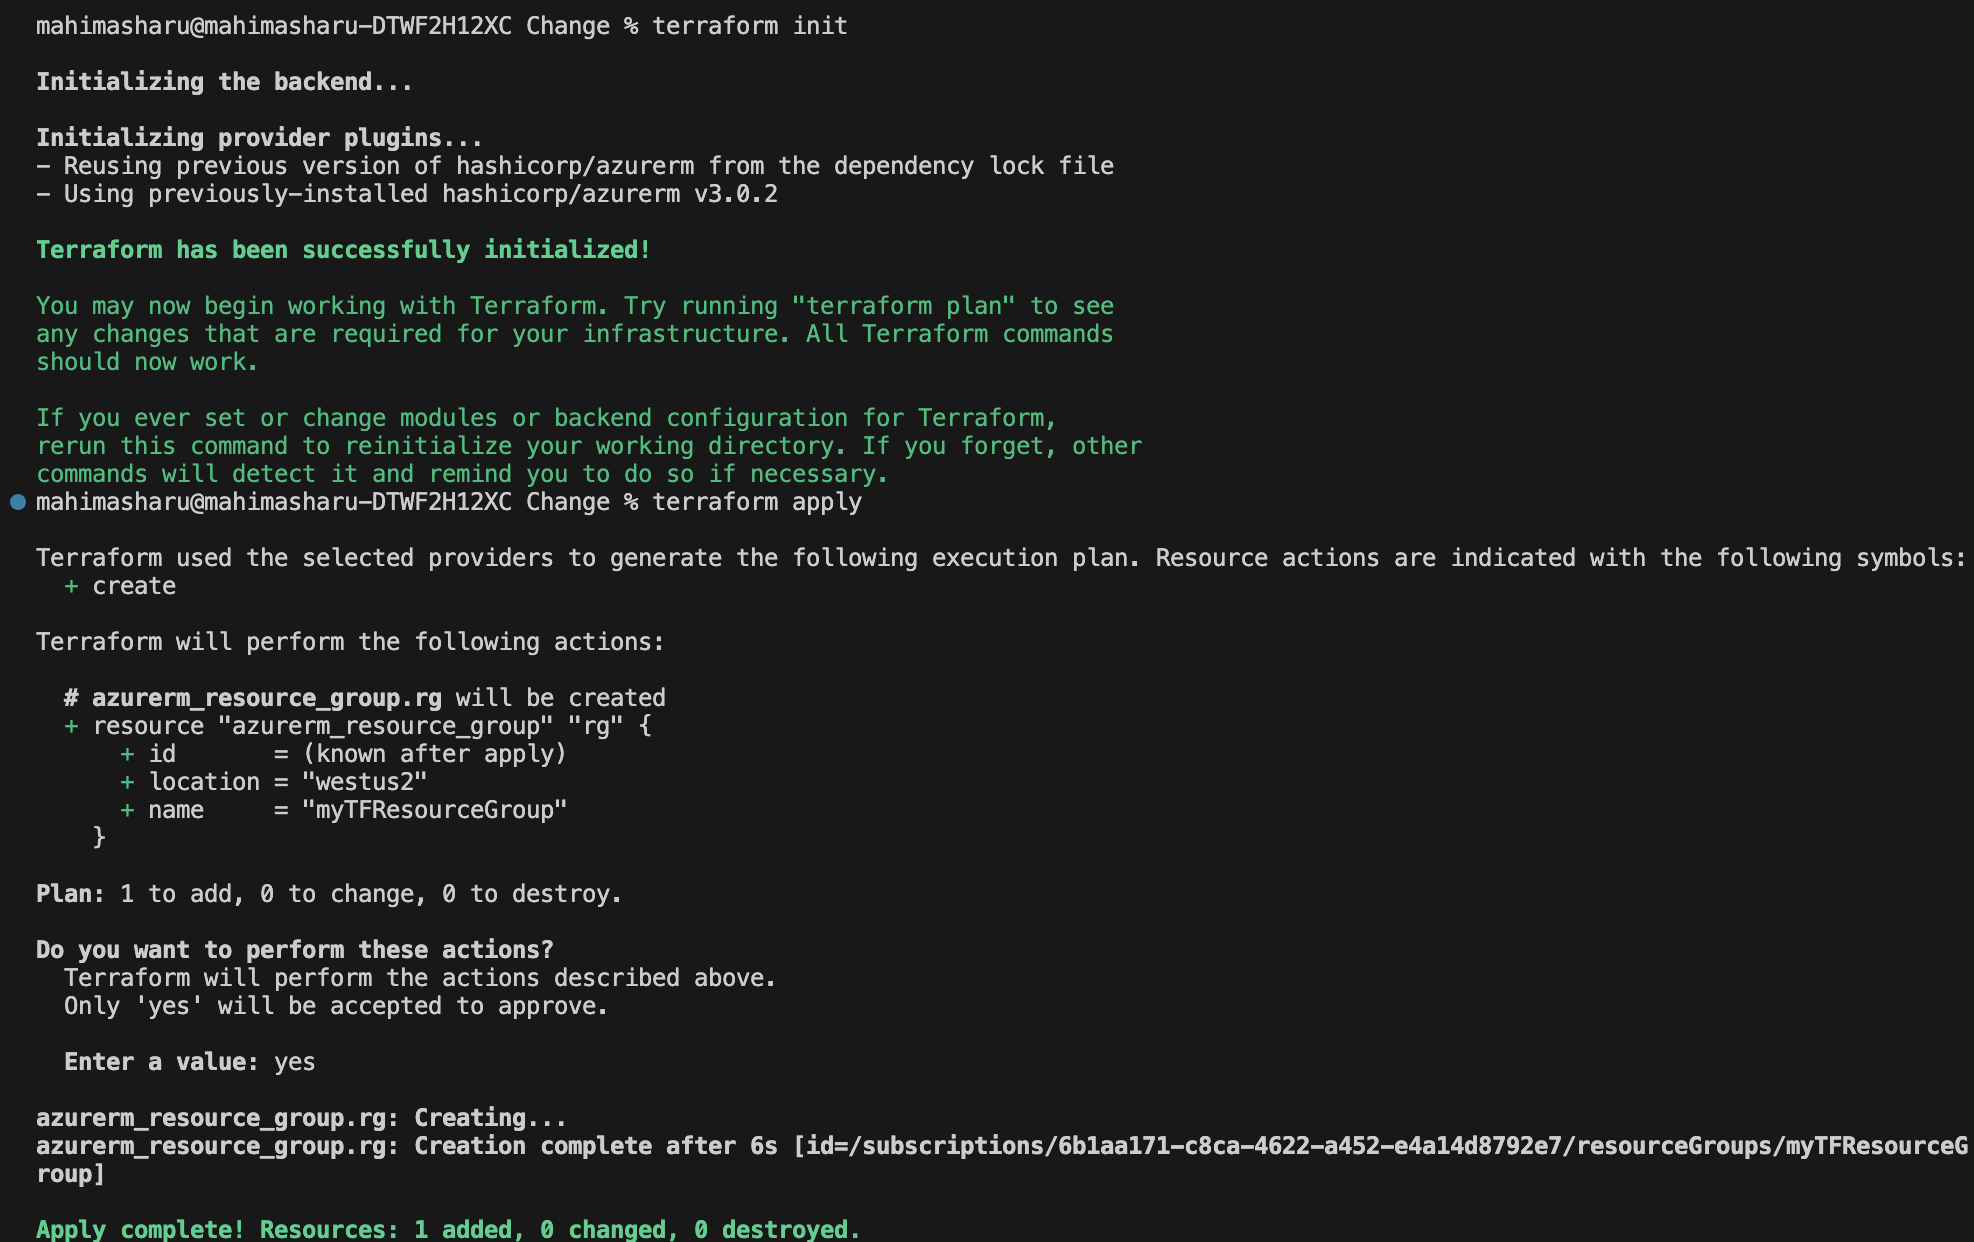 mahimasharu@mahimasharu-DTWF2H12XC Change % terraform init
Initializing the backend...
Initializing provider plugins...
- Reusing previous version of hashicorp/azurerm from the dependency lock file
- Using previously-installed hashicorp/azurerm v3.0.2
Terraform has been successfully initialized!
You may now begin working with Terraform. Try running "terraform plan" to see
any changes that are required for your infrastructure. All Terraform commands
should now work.
If you ever set or change modules or backend configuration for Terraform,
rerun this command to reinitialize your working directory. If you forget, other
commands will detect it and remind you to do so if necessary.
mahimasharu@mahimasharu-DTWF2H12XC Change % terraform apply
Terraform used the selected providers to generate the following execution plan. Resource actions are indicated with the following symbols:
  + create
Terraform will perform the following actions:
  # azurerm_resource_group.rg will be created
  + resource "azurerm_resource_group" "rg" {
      + id       = (known after apply)
      + location = "westus2"
      + name     = "myTFResourceGroup"
    }
Plan: 1 to add, 0 to change, 0 to destroy.
Do you want to perform these actions?
  Terraform will perform the actions described above.
  Only 'yes' will be accepted to approve.
  Enter a value: yes
azurerm_resource_group.rg: Creating...
azurerm_resource_group.rg: Creation complete after 6s [id=/subscriptions/6b1aa171-c8ca-4622-a452-e4a14d8792e7/resourceGroups/myTFResourceG
roup]
Apply complete! Resources: 1 added, 0 changed, 0 destroyed.